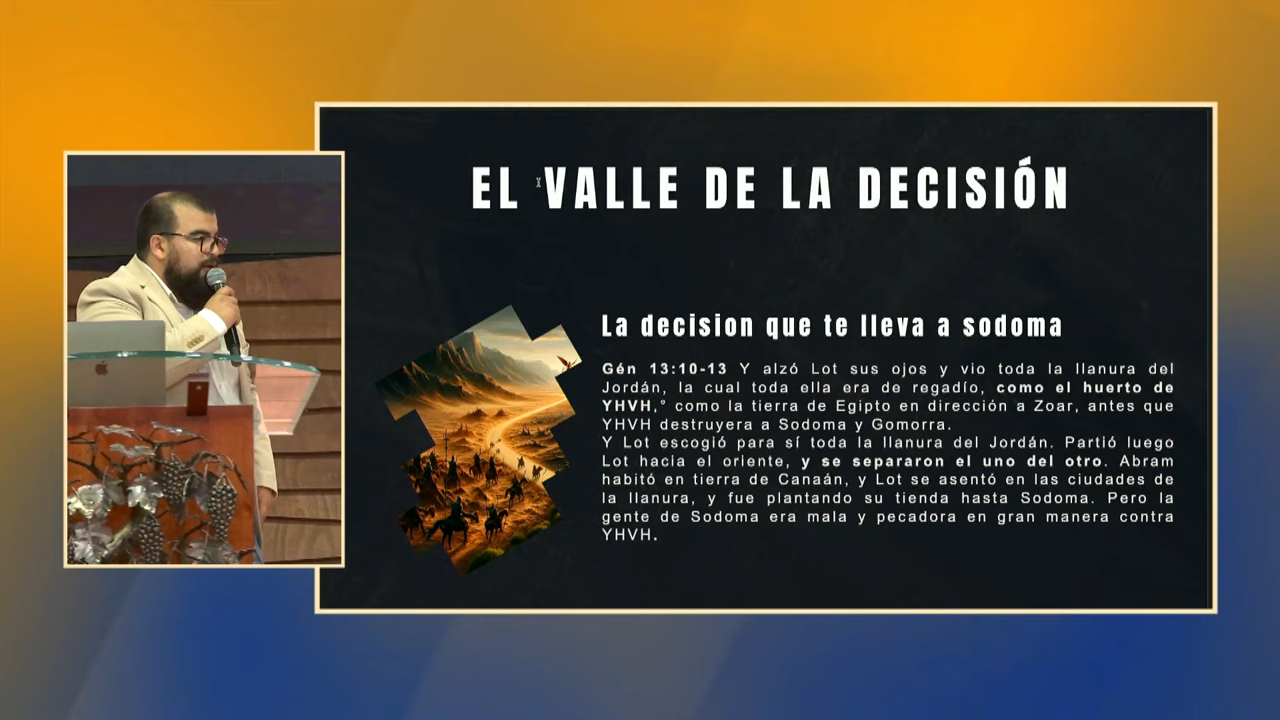 EL VALLE DE LA DECISIÓN
La decision que te lleva a sodoma
Gén 13:10-13 Y alzó Lot sus ojos y vio toda la llanura del
Jordán, la cual toda ella era de regadío, como el huerto de
YHVH,° como la tierra de Egipto en dirección a Zoar, antes que
YHVH destruyera a Sodoma y Gomorra.
Y Lot escogió para sí toda la llanura del Jordán. Partió luego
Lot hacia el oriente, y se separaron el uno del otro. Abram
habitó en tierra de Canaán, y Lot se asentó en las ciudades de
la llanura, y fue plantando su tienda hasta Sodoma. Pero la
gente de Sodoma era mala y pecadora en gran manera contra
YHVH.